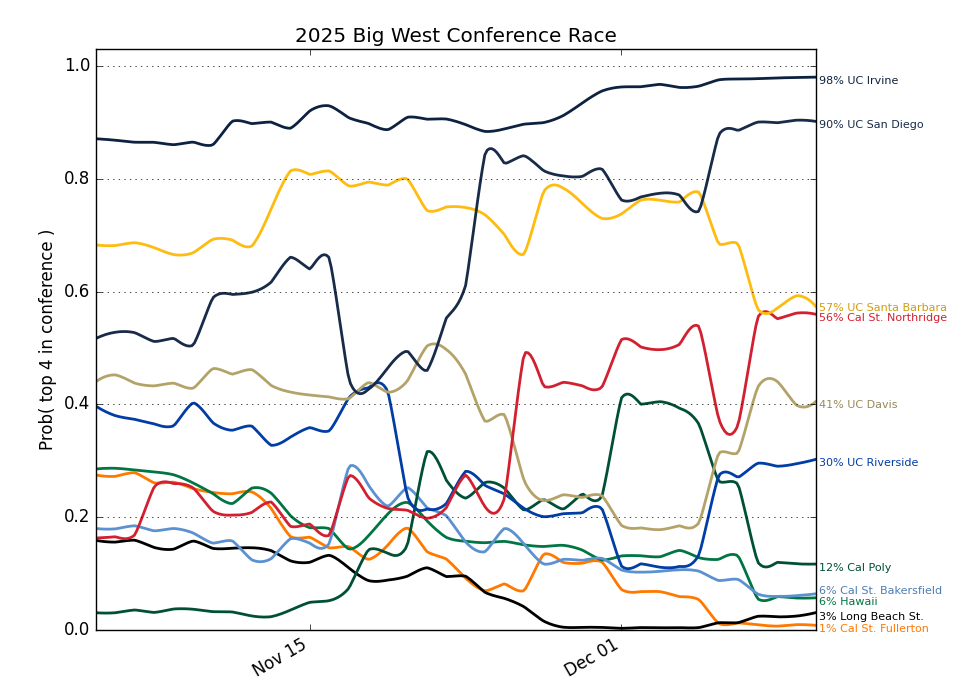 2025 Big West Conference Race
Prob( top 4 in conference )
1.0
0.8
0.6
0.4
0.2
0.0
Nov 15
Dec 01
98% UC Irvine
90% UC San Diego
57% UC Santa Barbara
56% Cal St. Northridge
41% UC Davis
30% UC Riverside
12% Cal Poly
6% Cal St. Bakersfield
6% Hawaii
3% Long Beach St.
1% Cal St. Fullerton